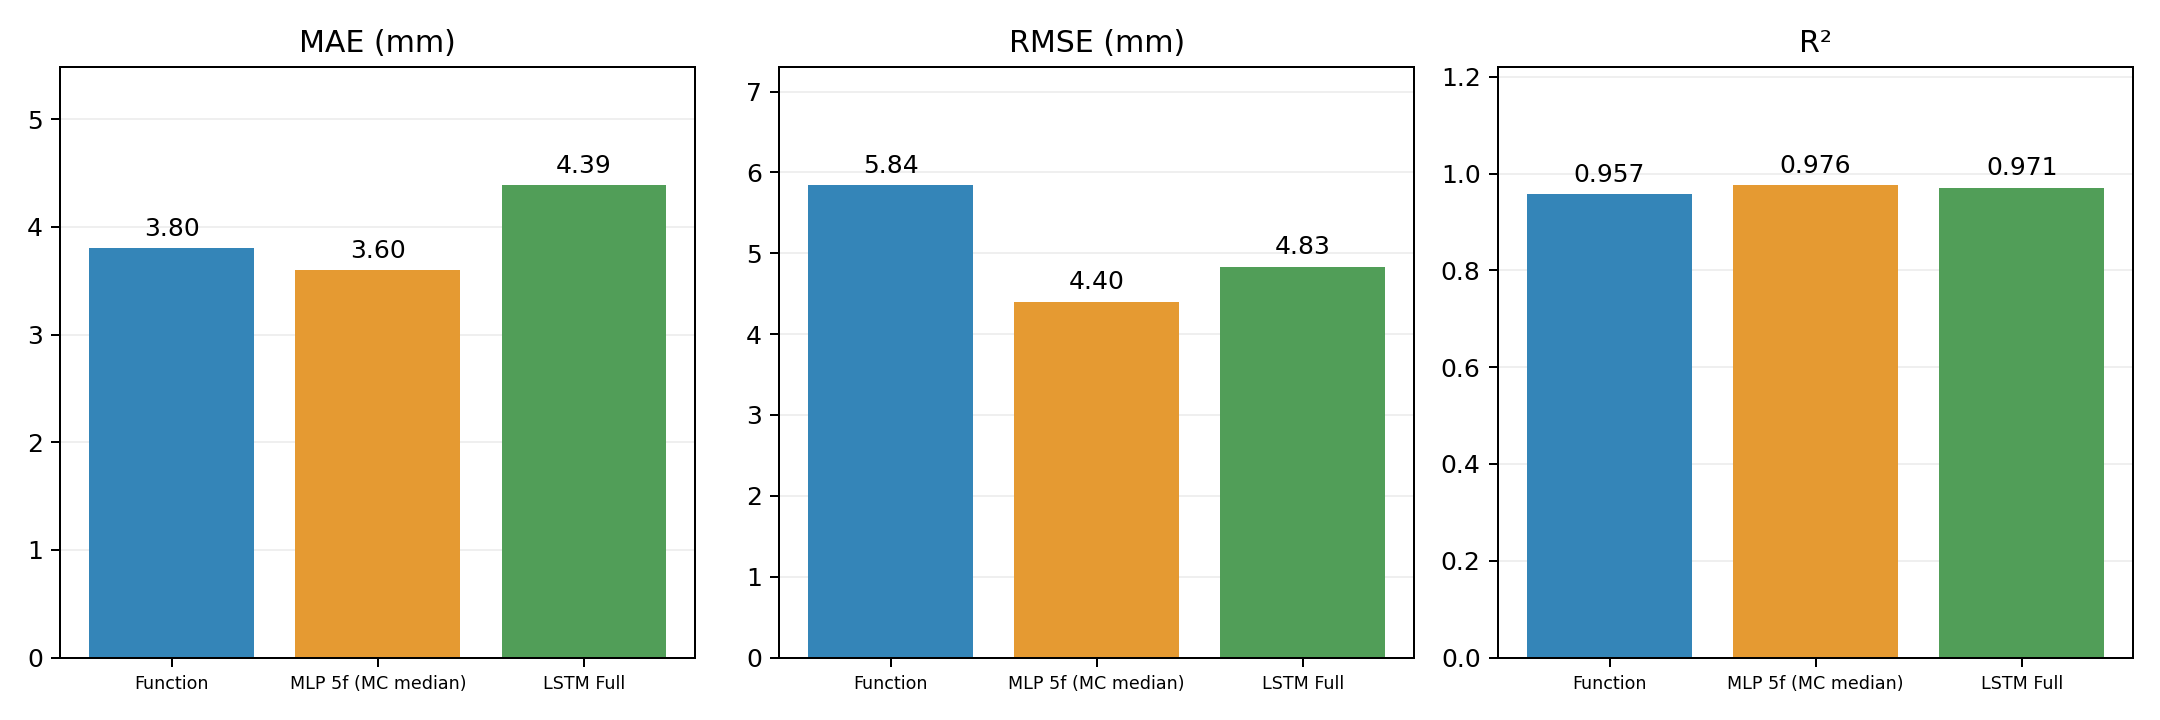 MAE (mm)
5
4
3
2
1
0
3.80
3.60
4.39
Function
MLP 5f (MC median)
LSTM Full
RMSE (mm)
7
6
5
4
3
2
1
0
5.84
4.40
4.83
Function
MLP 5f (MC median)
LSTM Full
R²
1.2
1.0
0.8
0.6
0.4
0.2
0.0
0.957
0.976
0.971
Function
MLP 5f (MC median)
LSTM Full